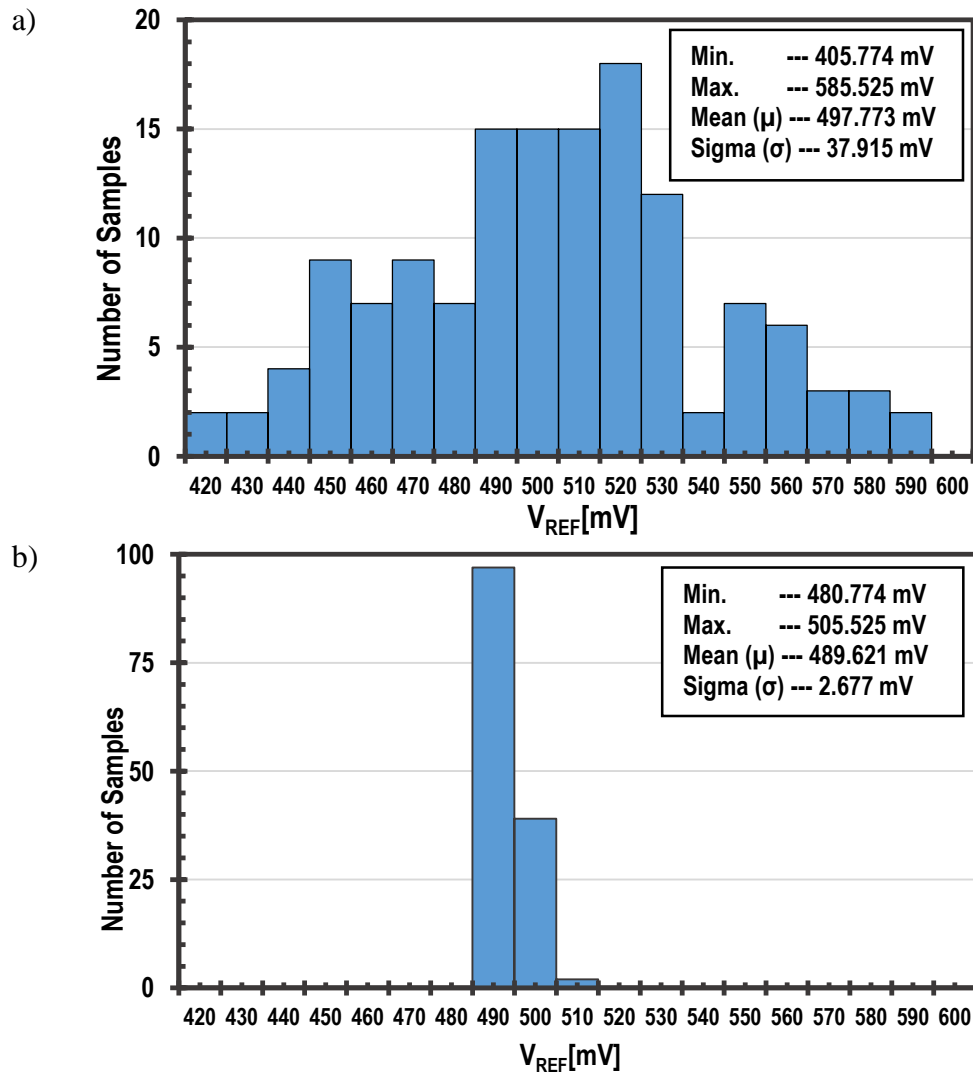 a)
20
15
10
5
0
Number of Samples
Min. --- 405.774 mV
Max. --- 585.525 mV
Mean (μ) --- 497.773 mV
Sigma (σ) --- 37.915 mV
420 430 440 450 460 470 480 490 500 510 520 530 540 550 560 570 580 590 600
VREF[mV]
b)
100
75
50
25
0
Number of Samples
Min. --- 480.774 mV
Max. --- 505.525 mV
Mean (μ) --- 489.621 mV
Sigma (σ) --- 2.677 mV
420 430 440 450 460 470 480 490 500 510 520 530 540 550 560 570 580 590 600
VREF[mV]